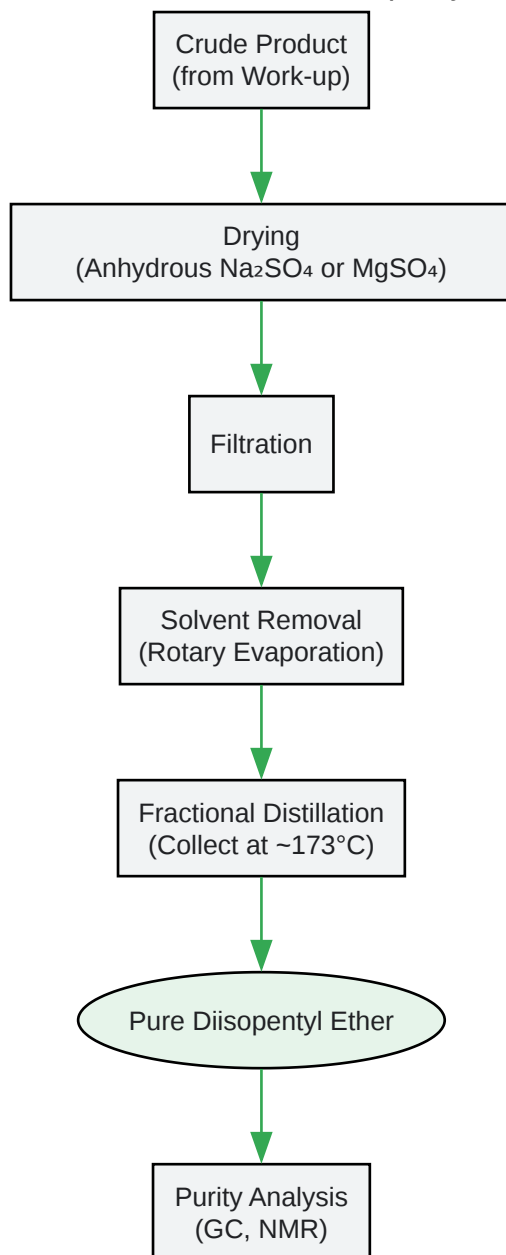 Crude Product
(from Work-up)
Drying
(Anhydrous Na₂SO₄ or MgSO₄)
Filtration
Solvent Removal
(Rotary Evaporation)
Fractional Distillation
(Collect at ~173°C)
Pure Diisopentyl Ether
Purity Analysis
(GC, NMR)